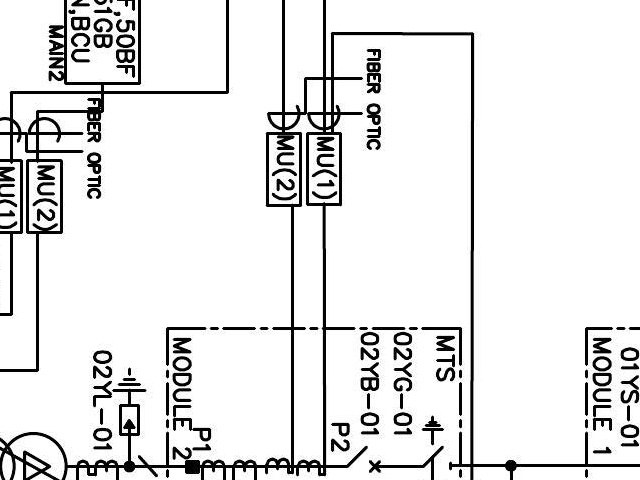 ,50BF
51GB
N,BCU
MAIN2
FIBER OPTIC
MU(1)
MU(2)
FIBER OPTIC
MU(2)
MU(1)
02YL-01
MODULE 2
P1
P2
02YB-01
02YG-01
MTS
MODULE 1
01YS-01